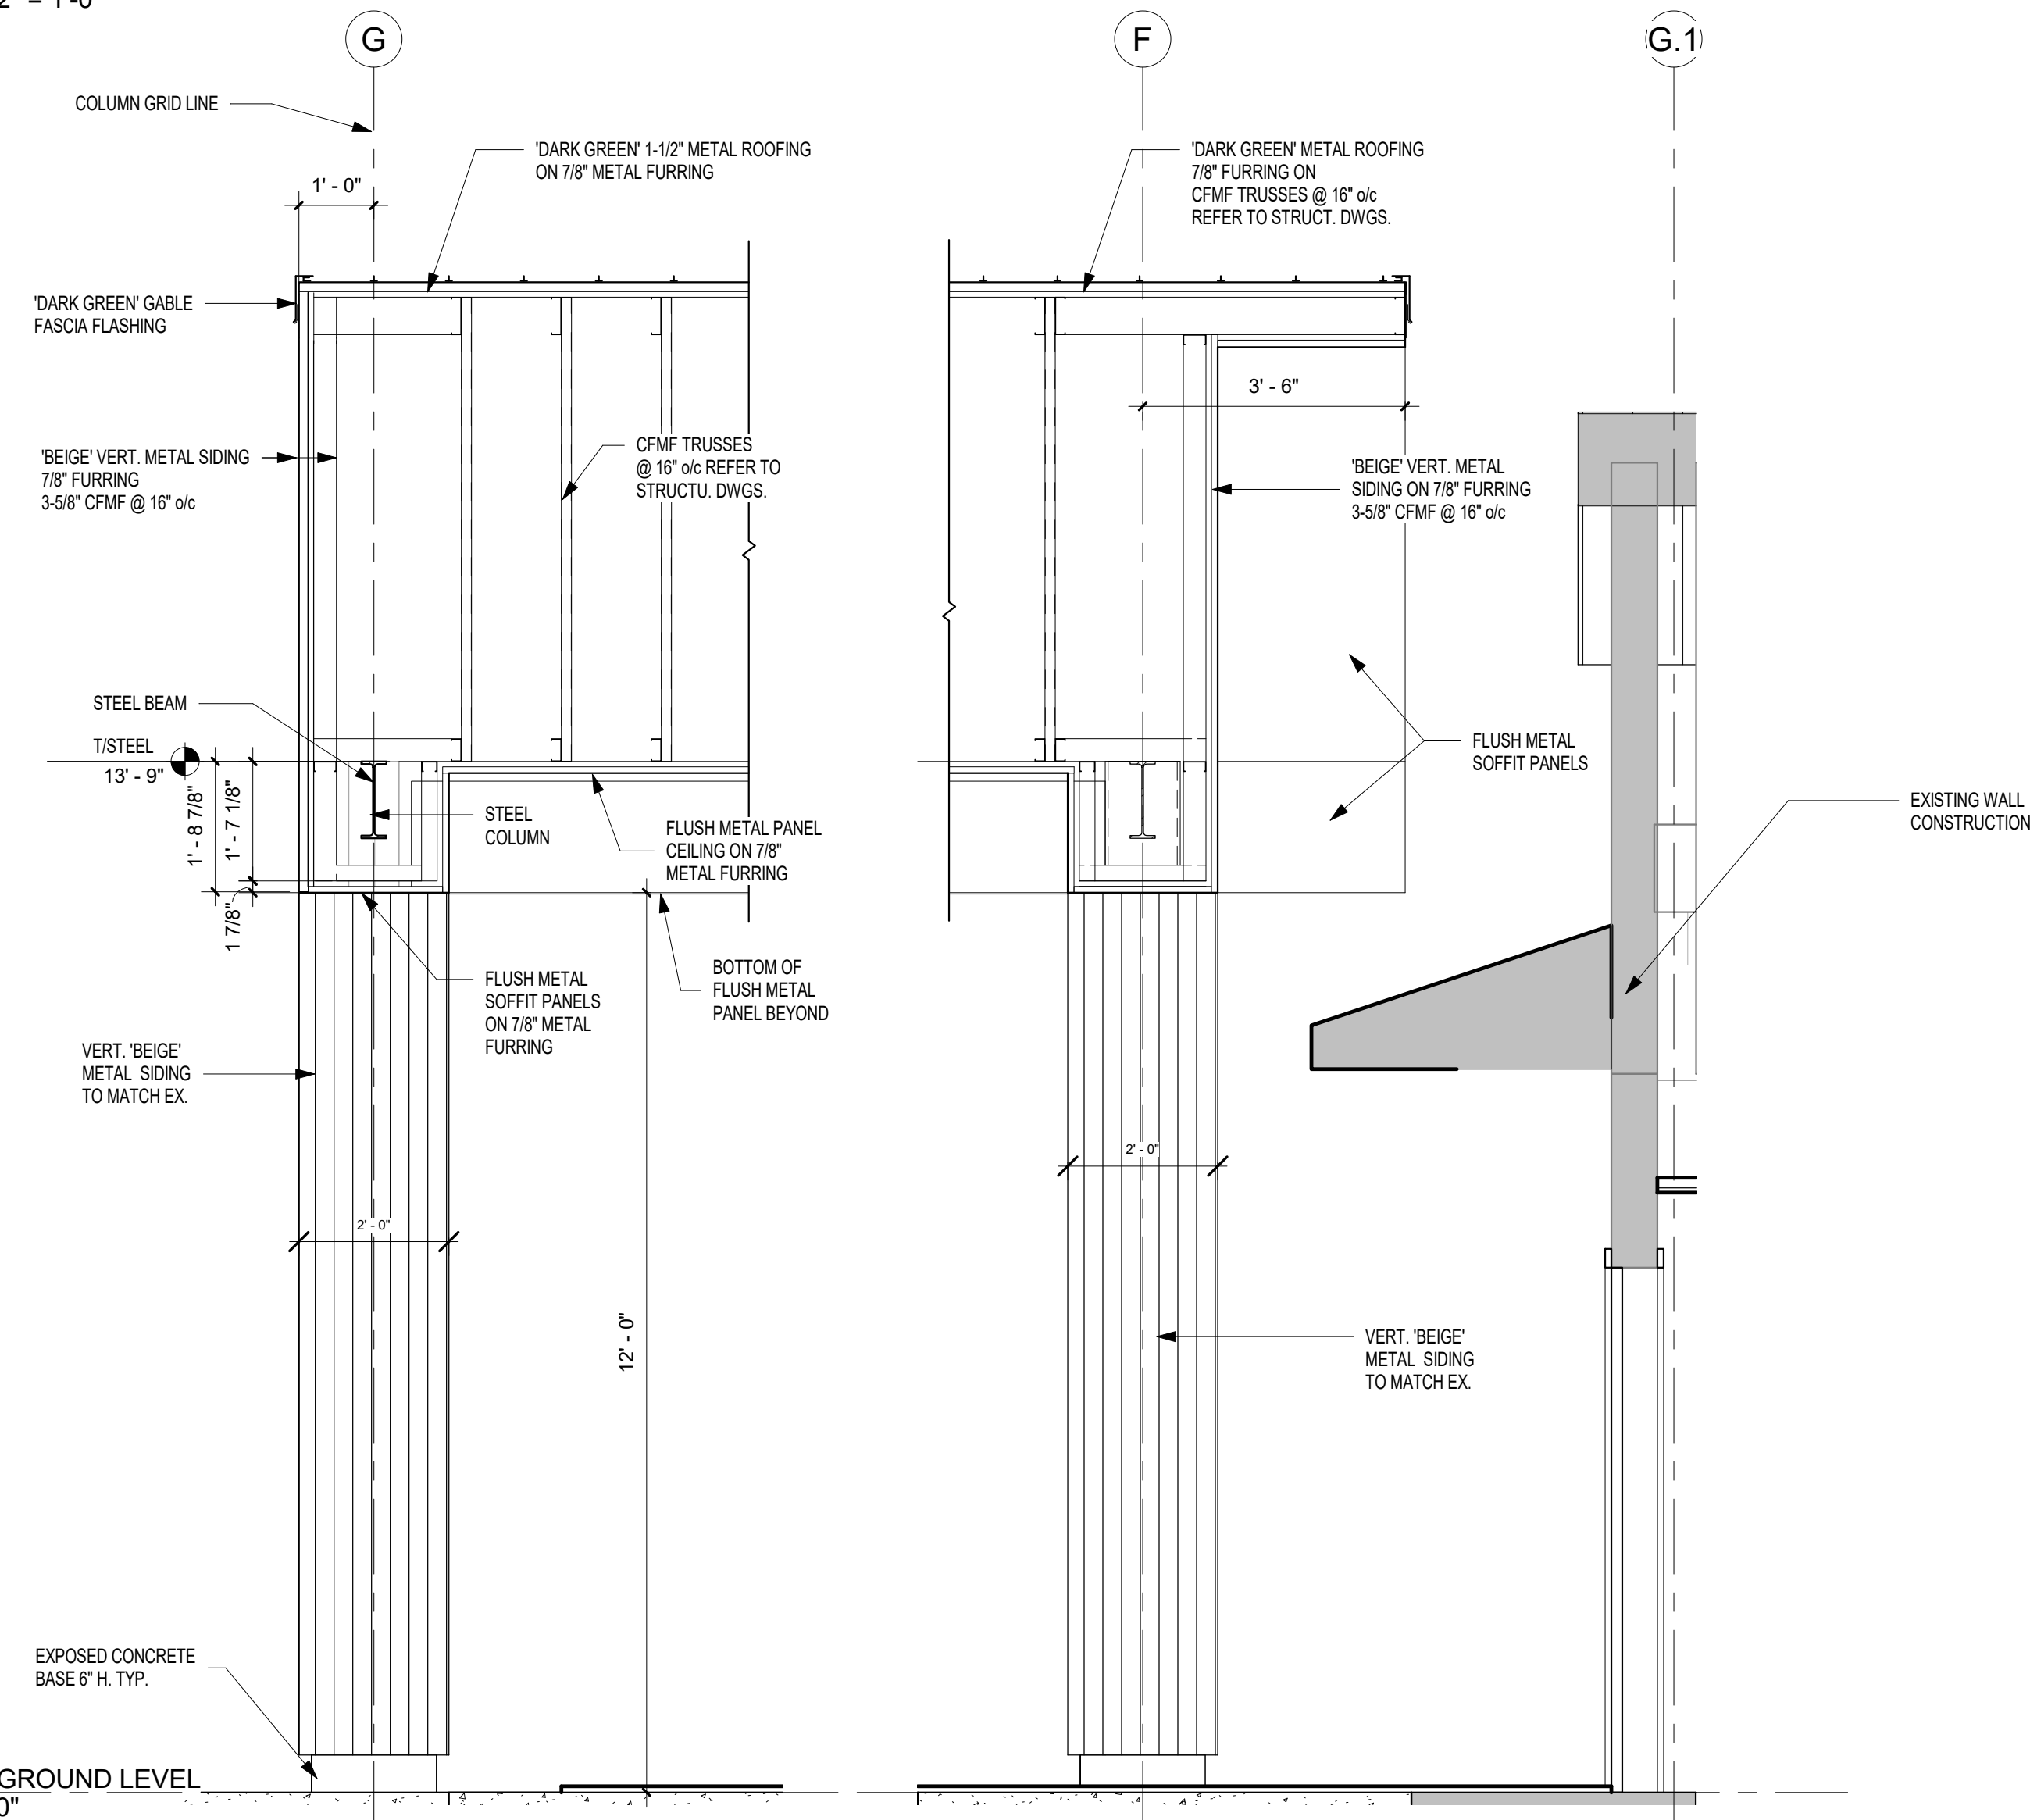 G
F
G.1
COLUMN GRID LINE
'DARK GREEN' 1-1/2" METAL ROOFING
ON 7/8" METAL FURRING
'DARK GREEN' METAL ROOFING
7/8" FURRING ON
CFMF TRUSSES @ 16" o/c
REFER TO STRUCT. DWGS.
1' - 0"
'DARK GREEN' GABLE
FASCIA FLASHING
3' - 6"
'BEIGE' VERT. METAL SIDING
7/8" FURRING
3-5/8" CFMF @ 16" o/c
CFMF TRUSSES
@ 16" o/c REFER TO
STRUCTU. DWGS.
'BEIGE' VERT. METAL
SIDING ON 7/8" FURRING
3-5/8" CFMF @ 16" o/c
STEEL BEAM
T/STEEL
13' - 9"
FLUSH METAL
SOFFIT PANELS
1' - 8 7/8"
1' - 7 1/8"
1 7/8"
STEEL
COLUMN
FLUSH METAL PANEL
CEILING ON 7/8"
METAL FURRING
EXISTING WALL
CONSTRUCTION
FLUSH METAL
SOFFIT PANELS
ON 7/8" METAL
FURRING
BOTTOM OF
FLUSH METAL
PANEL BEYOND
VERT. 'BEIGE'
METAL SIDING
TO MATCH EX.
2' - 0"
2' - 0"
12' - 0"
VERT. 'BEIGE'
METAL SIDING
TO MATCH EX.
EXPOSED CONCRETE
BASE 6" H. TYP.
GROUND LEVEL
0"